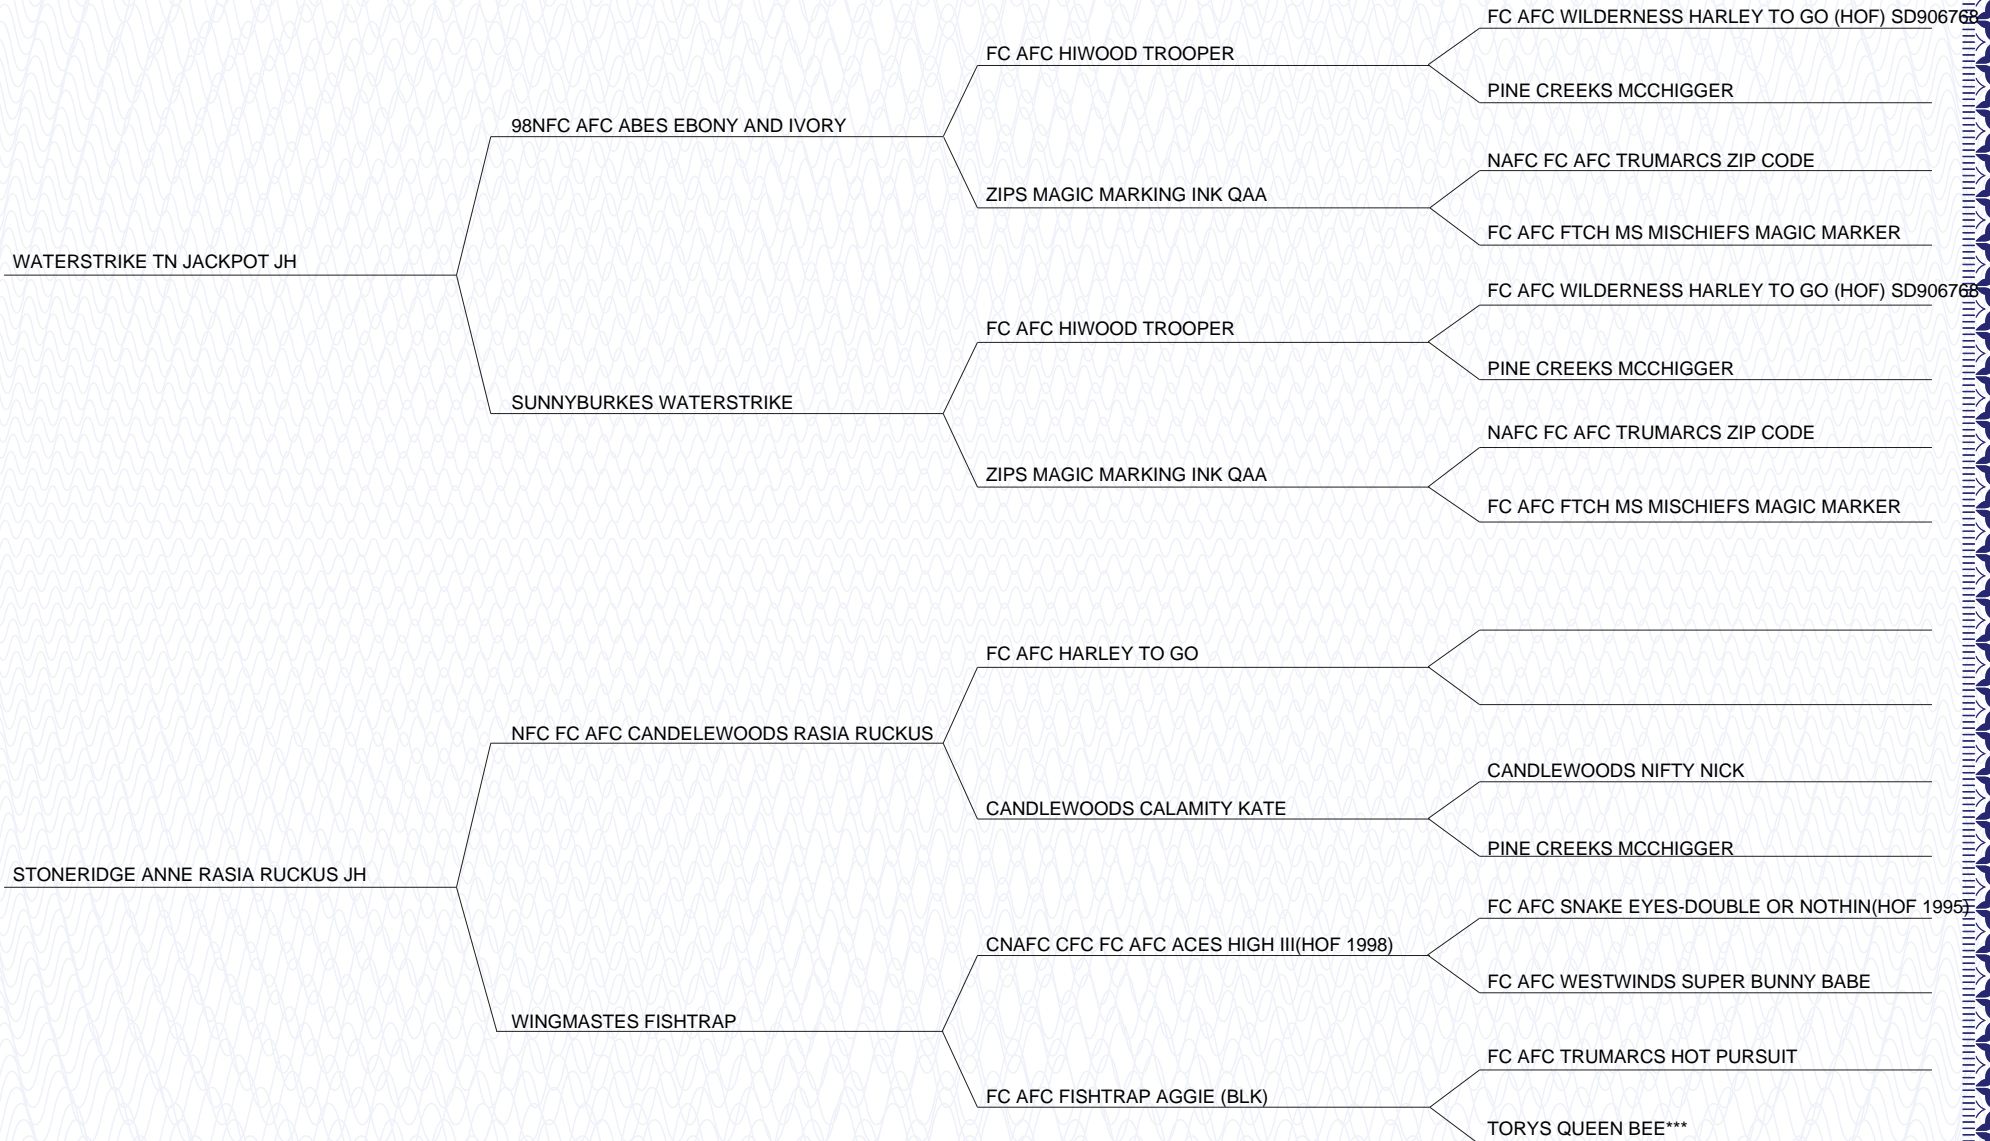 FC AFC WILDERNESS HARLEY TO GO (HOF) SD906768
FC AFC HIWOOD TROOPER
PINE CREEKS MCCHIGGER
98NFC AFC ABES EBONY AND IVORY
NAFC FC AFC TRUMARCS ZIP CODE
ZIPS MAGIC MARKING INK QAA
FC AFC FTCH MS MISCHIEFS MAGIC MARKER
WATERSTRIKE TN JACKPOT JH
FC AFC WILDERNESS HARLEY TO GO (HOF) SD906768
FC AFC HIWOOD TROOPER
PINE CREEKS MCCHIGGER
SUNNYBURKES WATERSTRIKE
NAFC FC AFC TRUMARCS ZIP CODE
ZIPS MAGIC MARKING INK QAA
FC AFC FTCH MS MISCHIEFS MAGIC MARKER
FC AFC HARLEY TO GO
NFC FC AFC CANDELEWOODS RASIA RUCKUS
CANDLEWOODS NIFTY NICK
CANDLEWOODS CALAMITY KATE
PINE CREEKS MCCHIGGER
STONERIDGE ANNE RASIA RUCKUS JH
FC AFC SNAKE EYES-DOUBLE OR NOTHIN(HOF 1995)
CNAFC CFC FC AFC ACES HIGH III(HOF 1998)
FC AFC WESTWINDS SUPER BUNNY BABE
WINGMASTES FISHTRAP
FC AFC TRUMARCS HOT PURSUIT
FC AFC FISHTRAP AGGIE (BLK)
TORYS QUEEN BEE***